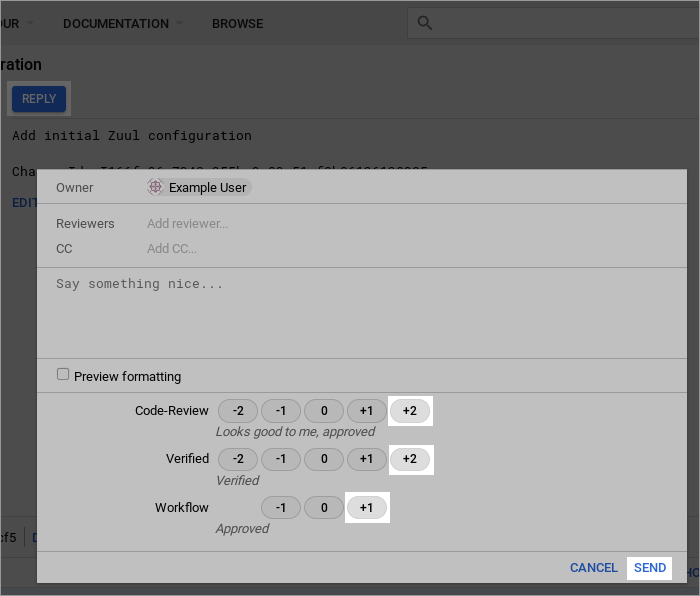 OUR DOCUMENTATION BROWSE
ration
REPLY
Add initial Zuul configuration
EDIT
Owner Example User
Reviewers Add reviewer...
CC Add CC...
Say something nice...
Preview formatting
Code-Review -2 -1 0 +1 +2
Looks good to me, approved
Verified -2 -1 0 +1 +2
Verified
Workflow -1 0 +1
Approved
cf5
CANCEL SEND